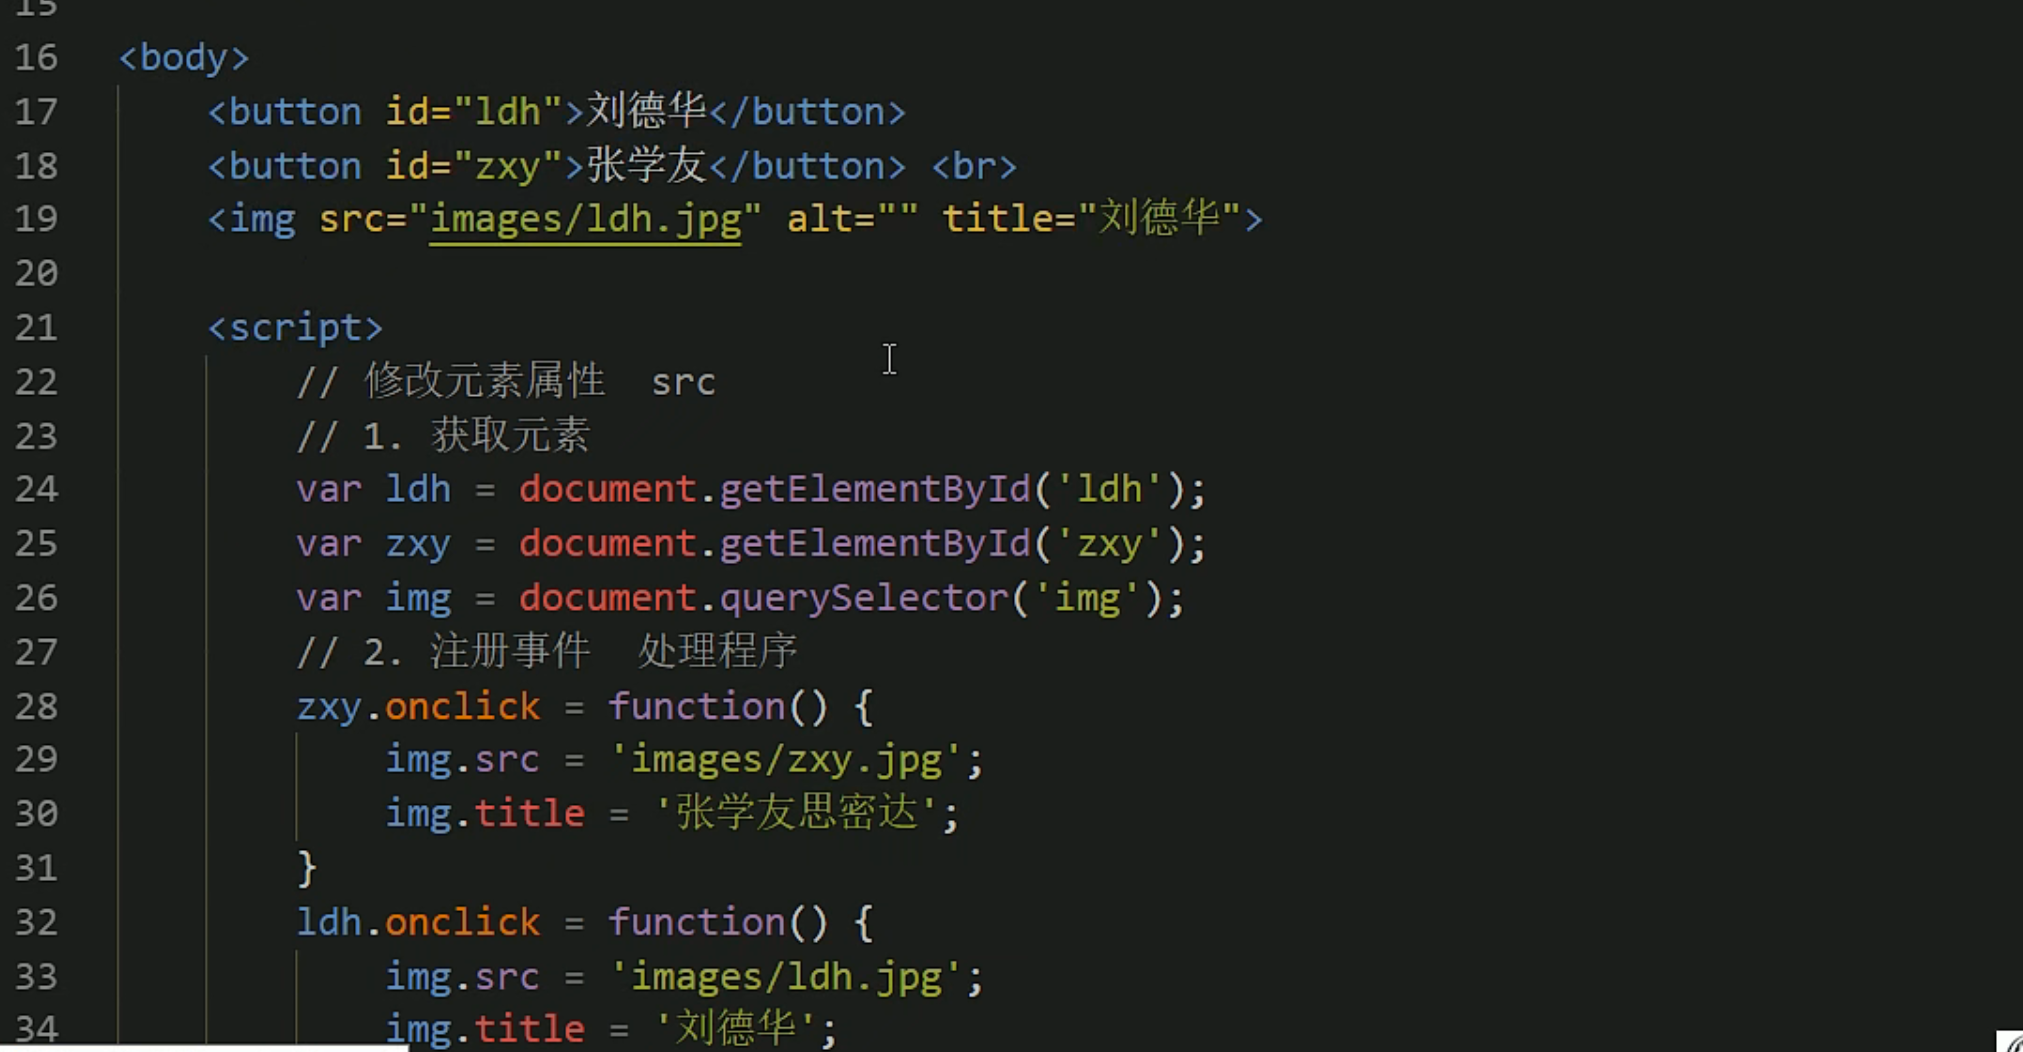 15
16 <body>
17 <button id="ldh">刘德华</button>
18 <button id="zxy">张学友</button> <br>
19 <img src="images/ldh.jpg" alt="" title="刘德华">
20
21 <script>
22 // 修改元素属性  src
23 // 1. 获取元素
24 var ldh = document.getElementById('ldh');
25 var zxy = document.getElementById('zxy');
26 var img = document.querySelector('img');
27 // 2. 注册事件  处理程序
28 zxy.onclick = function() {
29 img.src = 'images/zxy.jpg';
30 img.title = '张学友思密达';
31 }
32 ldh.onclick = function() {
33 img.src = 'images/ldh.jpg';
34 img.title = '刘德华';